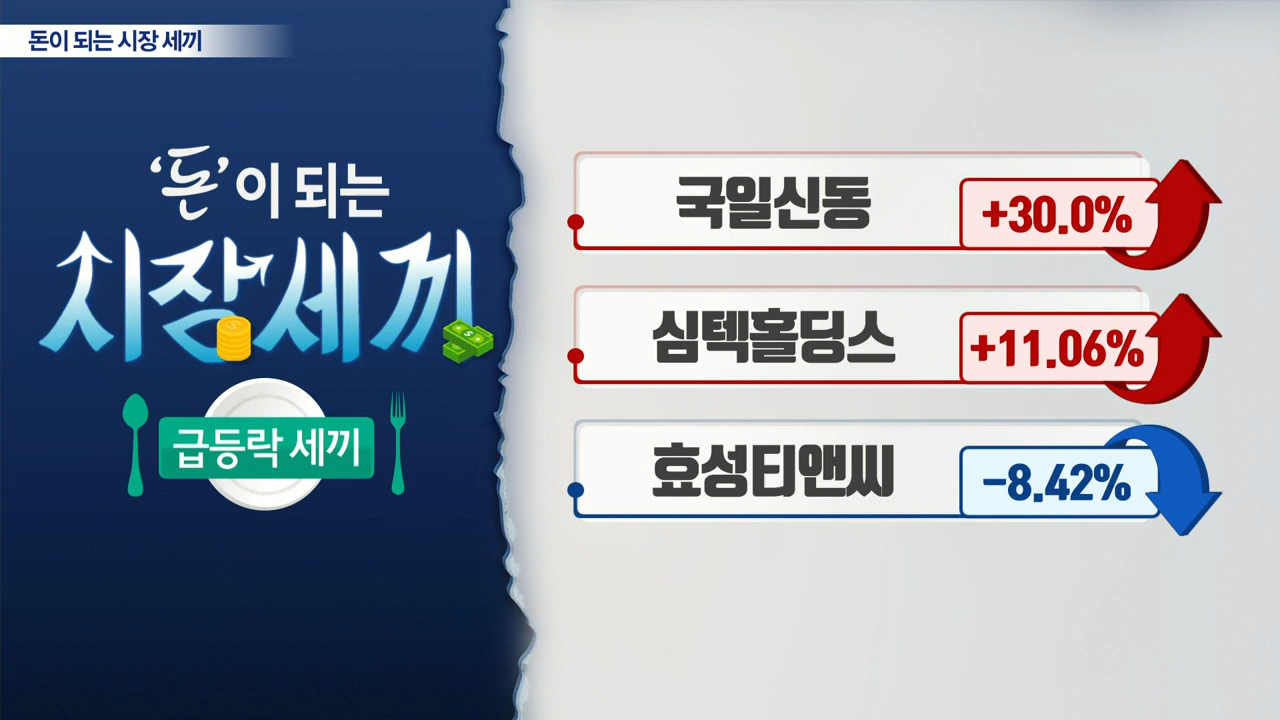 돈이 되는 시장 세끼
‘돈’이 되는
시장세끼
급등락 세끼
국일신동
+30.0%
심텍홀딩스
+11.06%
효성티앤씨
-8.42%